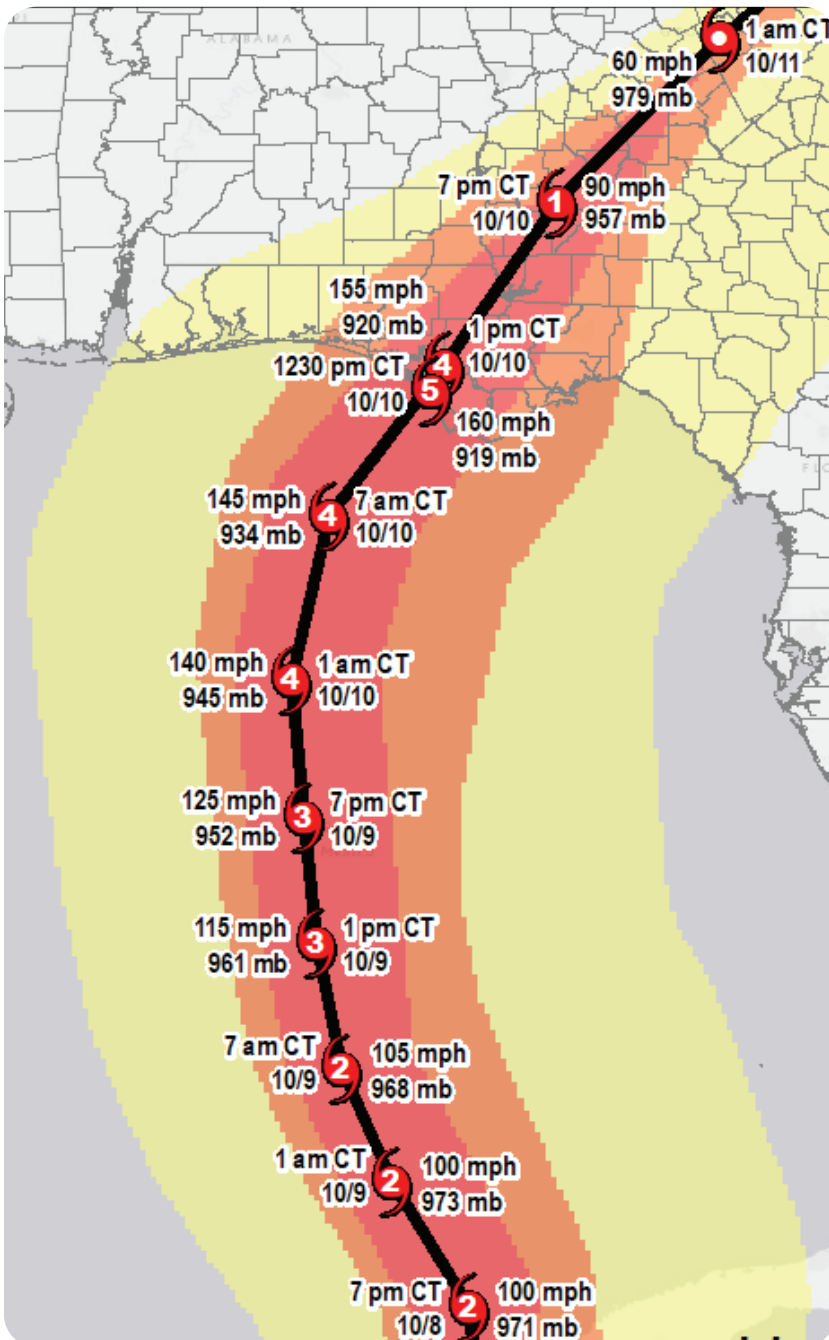 ALABAMA
1 am CT
10/11
60 mph
979 mb
7 pm CT
10/10
1
90 mph
957 mb
155 mph
920 mb
1 pm CT
10/10
4
1230 pm CT
10/10
5
160 mph
919 mb
145 mph
934 mb
4
7 am CT
10/10
140 mph
945 mb
4
1 am CT
10/10
125 mph
952 mb
3
7 pm CT
10/9
115 mph
961 mb
3
1 pm CT
10/9
7 am CT
10/9
2
105 mph
968 mb
1 am CT
10/9
2
100 mph
973 mb
7 pm CT
10/8
2
100 mph
971 mb